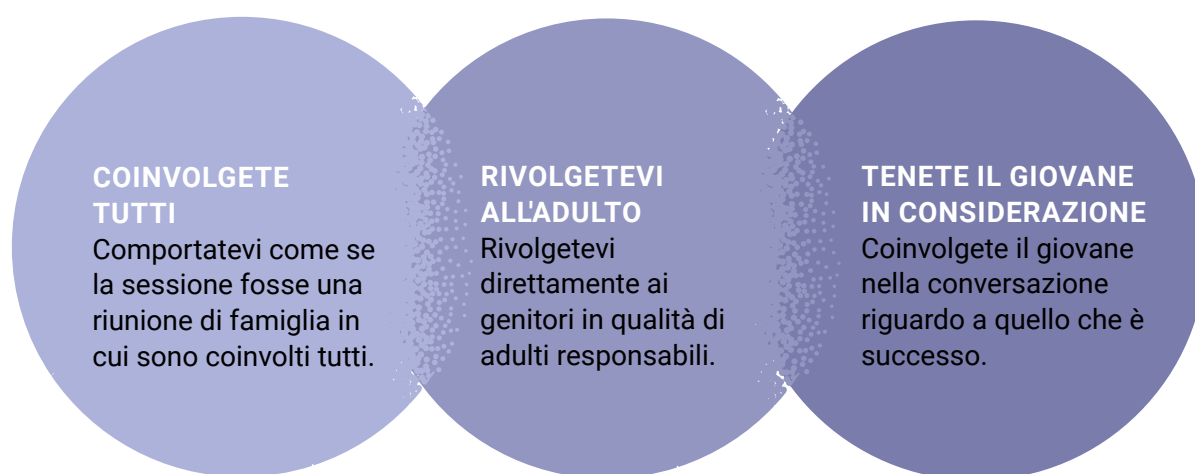 COINVOLGETE
TUTTI
Comportatevi come se
la sessione fosse una
riunione di famiglia in
cui sono coinvolti tutti.
RIVOLGETEVI
ALL'ADULTO
Rivolgetevi
direttamente ai
genitori in qualità di
adulti responsabili.
TENETE IL GIOVANE
IN CONSIDERAZIONE
Coinvolgete il giovane
nella conversazione
riguardo a quello che è
successo.